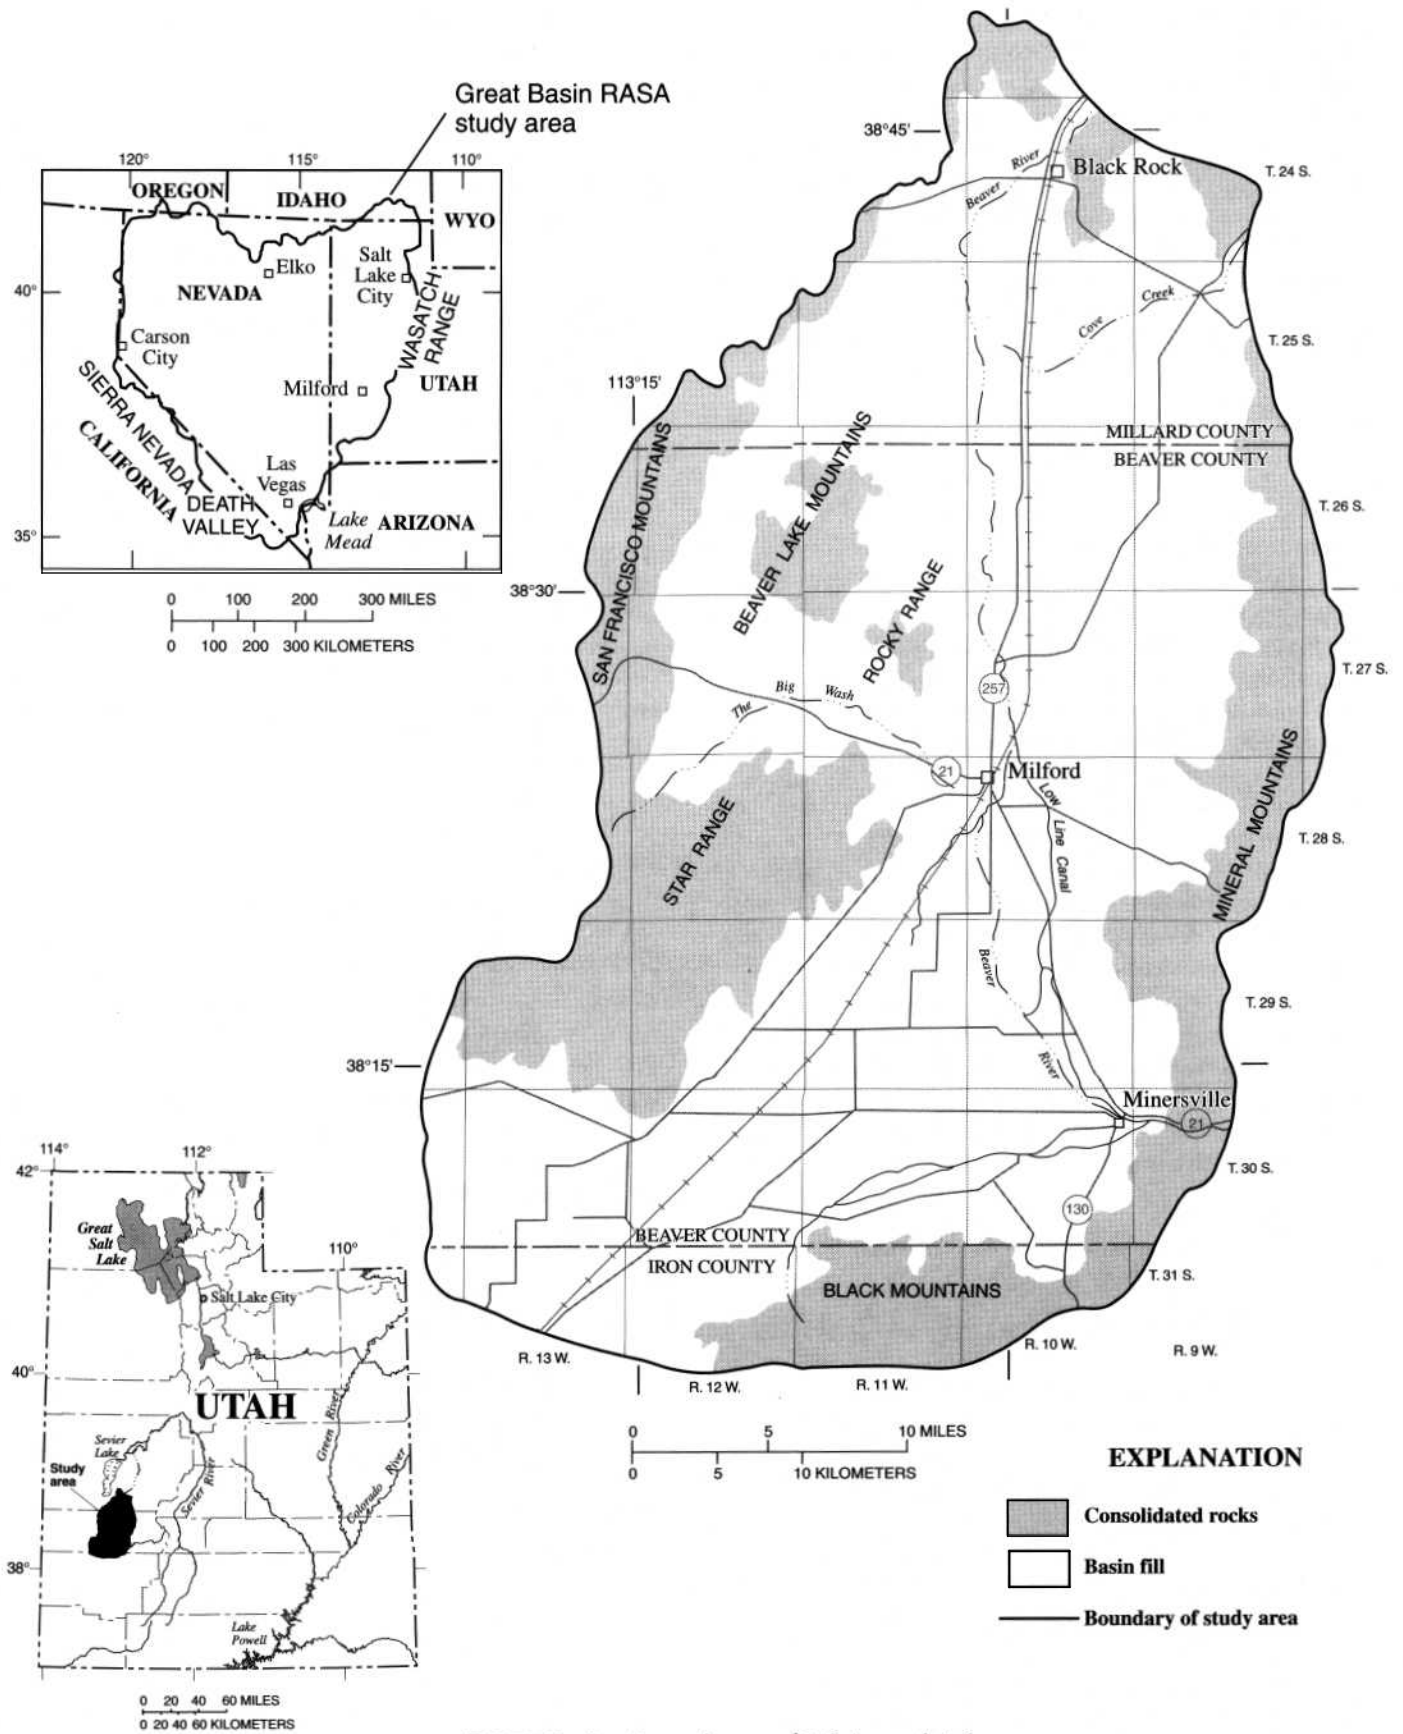 Great Basin RASA
study area
120°
115°
110°
OREGON
IDAHO
WYO
Elko
Salt
Lake
City
NEVADA
40°
WASATCH
RANGE
Carson
City
Milford
UTAH
SIERRA NEVADA
CALIFORNIA
Las
Vegas
DEATH
VALLEY
Lake
Mead
ARIZONA
35°
0 100 200 300 MILES
0 100 200 300 KILOMETERS
38°45'
Beaver River
Black Rock
T. 24 S.
Cove Creek
T. 25 S.
113°15'
MILLARD COUNTY
BEAVER COUNTY
SAN FRANCISCO MOUNTAINS
BEAVER LAKE MOUNTAINS
T. 26 S.
38°30'
ROCKY RANGE
T. 27 S.
257
The Big Wash
21
Milford
Low Line Canal
MINERAL MOUNTAINS
T. 28 S.
STAR RANGE
Beaver River
T. 29 S.
38°15'
Minersville
21
T. 30 S.
130
BEAVER COUNTY
IRON COUNTY
BLACK MOUNTAINS
T. 31 S.
R. 13 W.
R. 12 W.
R. 11 W.
R. 10 W.
R. 9 W.
0 5 10 MILES
0 5 10 KILOMETERS
EXPLANATION
Consolidated rocks
Basin fill
Boundary of study area
114°
112°
42°
Great
Salt
Lake
110°
Salt Lake City
40°
UTAH
Sevier
Lake
Study
area
Sevier River
Green River
Colorado River
38°
Lake
Powell
0 20 40 60 MILES
0 20 40 60 KILOMETERS